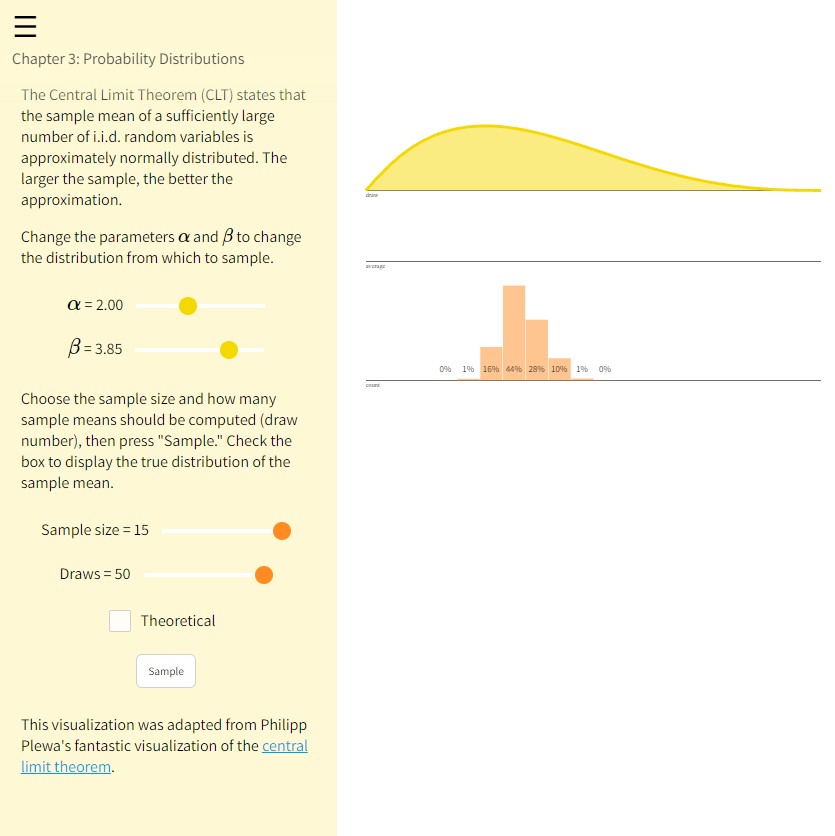 Chapter 3: Probability Distributions
The Central Limit Theorem (CLT) states that
the sample mean of a sufficiently large
number of i.i.d. random variables is
approximately normally distributed. The
larger the sample, the better the
approximation.
Change the parameters α and β to change
the distribution from which to sample.
α = 2.00
β = 3.85
Choose the sample size and how many
sample means should be computed (draw
number), then press "Sample." Check the
box to display the true distribution of the
sample mean.
Sample size = 15
Draws = 50
Theoretical
Sample
This visualization was adapted from Philipp
Plewa's fantastic visualization of the central
limit theorem.
draw
average
0% 1% 16% 44% 28% 10% 1% 0%
count